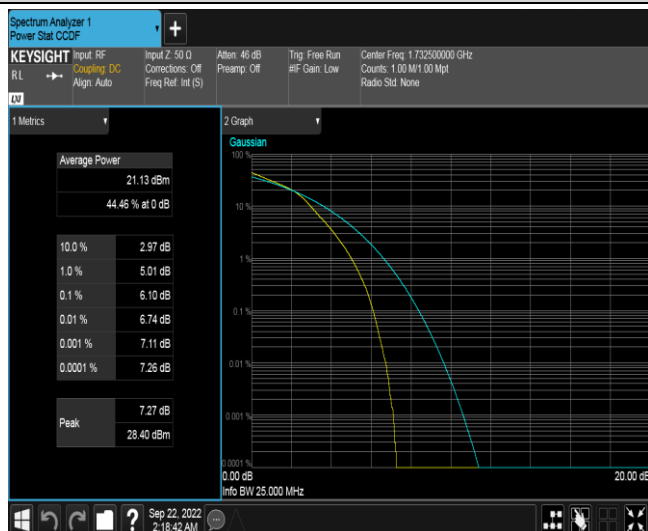 Spectrum Analyzer 1
Power Stat CCDF
KEYSIGHT
RL
LXI
Input: RF
Coupling: DC
Align: Auto
Input Z: 50 Ω
Corrections: Off
Freq Ref: Int (S)
Atten: 46 dB
Preamp: Off
Trig: Free Run
#IF Gain: Low
Center Freq: 1.732500000 GHz
Counts: 1.00 M/1.00 Mpt
Radio Std: None
1 Metrics
Average Power
21.13 dBm
44.46 % at 0 dB
10.0 % 2.97 dB
1.0 % 5.01 dB
0.1 % 6.10 dB
0.01 % 6.74 dB
0.001 % 7.11 dB
0.0001 % 7.26 dB
Peak 7.27 dB
28.40 dBm
2 Graph
Gaussian
100 %
10 %
1 %
0.1 %
0.01 %
0.001 %
0.0001 %
0.00 dB 20.00 dB
Info BW 25.000 MHz
? Sep 22, 2022
2:18:42 AM